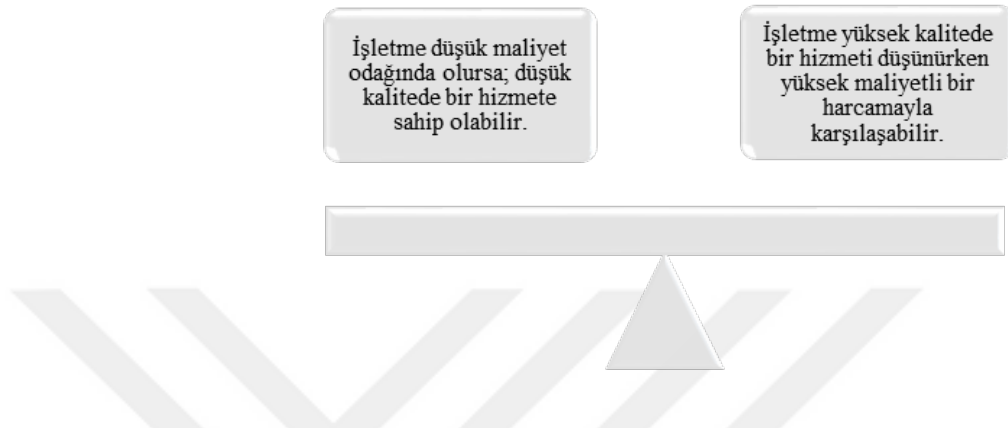 İşletme düşük maliyet
odağında olursa; düşük
kalitede bir hizmete
sahip olabilir.
İşletme yüksek kalitede
bir hizmeti düşünürken
yüksek maliyetli bir
harcamayla
karşılaşabilir.